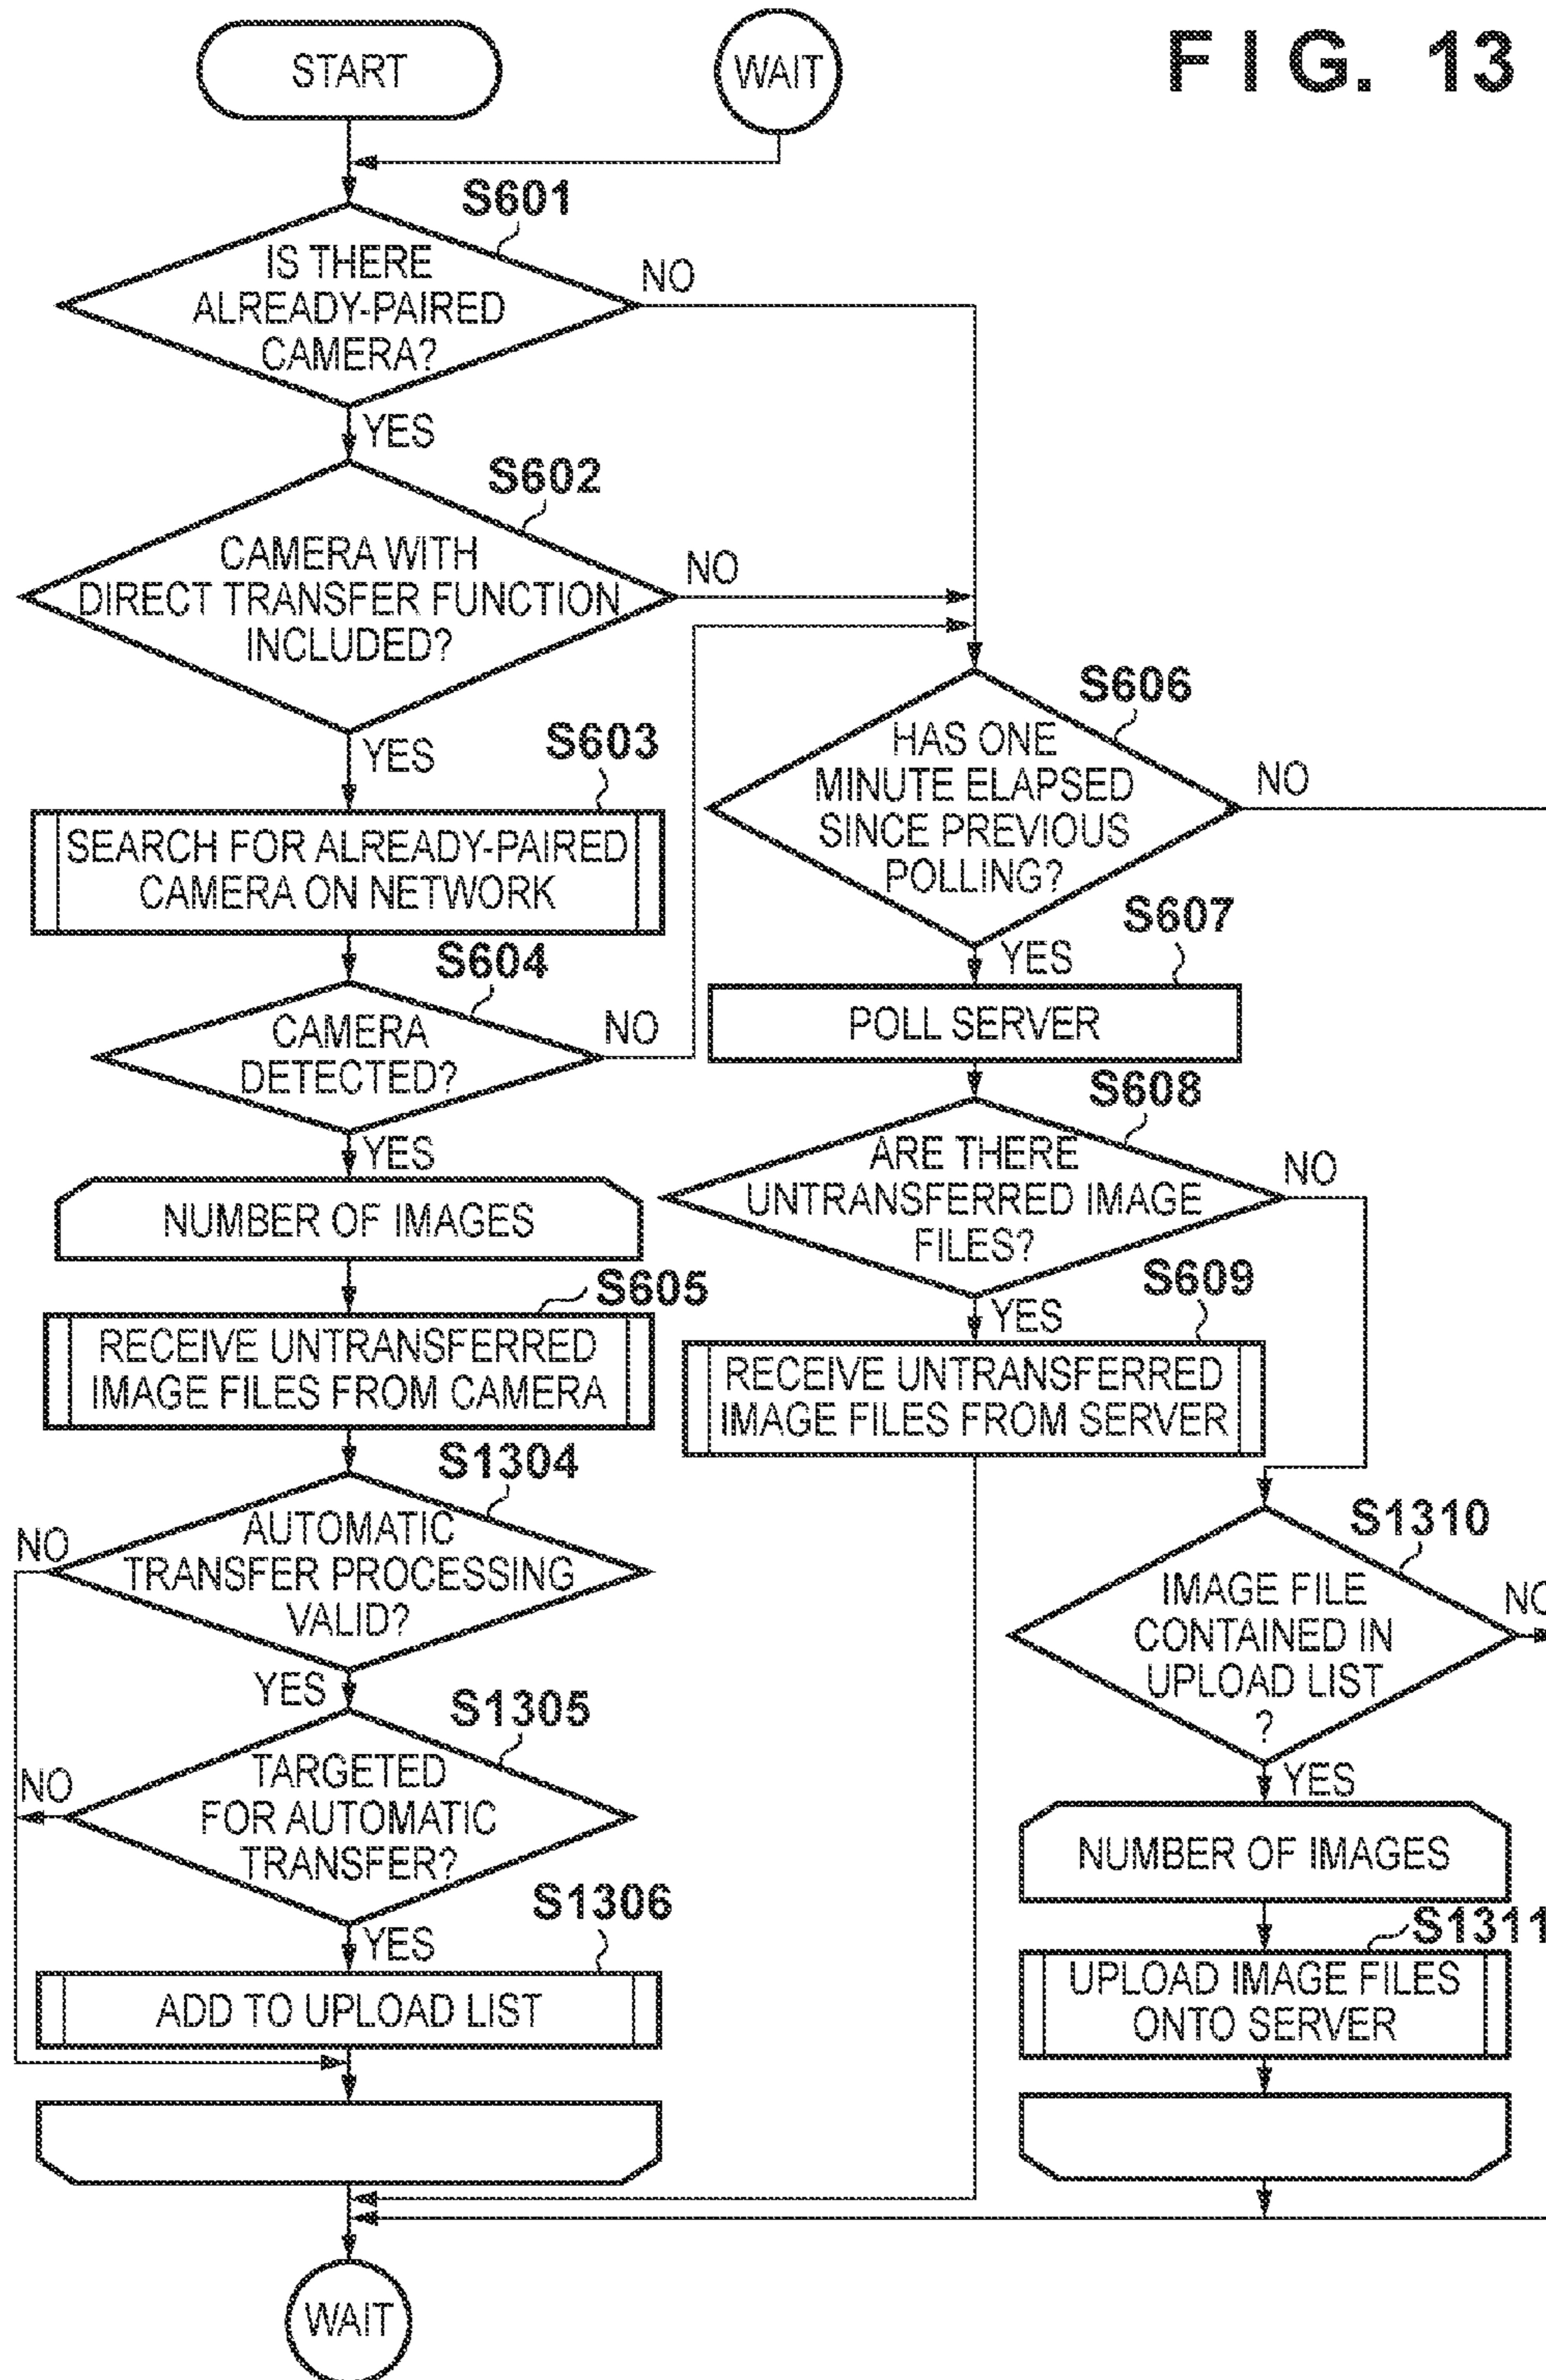 START
WAIT
FIG. 13
S601
IS THERE
ALREADY-PAIRED
CAMERA?
NO
YES
S602
CAMERA WITH
DIRECT TRANSFER FUNCTION
INCLUDED?
NO
YES
S603
SEARCH FOR ALREADY-PAIRED
CAMERA ON NETWORK
S604
CAMERA
DETECTED?
NO
YES
NUMBER OF IMAGES
S605
RECEIVE UNTRANSFERRED
IMAGE FILES FROM CAMERA
S1304
AUTOMATIC
TRANSFER PROCESSING
VALID?
NO
YES
S1305
TARGETED
FOR AUTOMATIC
TRANSFER?
NO
YES
S1306
ADD TO UPLOAD LIST
WAIT
S606
HAS ONE
MINUTE ELAPSED
SINCE PREVIOUS
POLLING?
NO
YES
S607
POLL SERVER
S608
ARE THERE
UNTRANSFERRED IMAGE
FILES?
NO
YES
S609
RECEIVE UNTRANSFERRED
IMAGE FILES FROM SERVER
S1310
IMAGE FILE
CONTAINED IN
UPLOAD LIST
?
NO
YES
NUMBER OF IMAGES
S1311
UPLOAD IMAGE FILES
ONTO SERVER